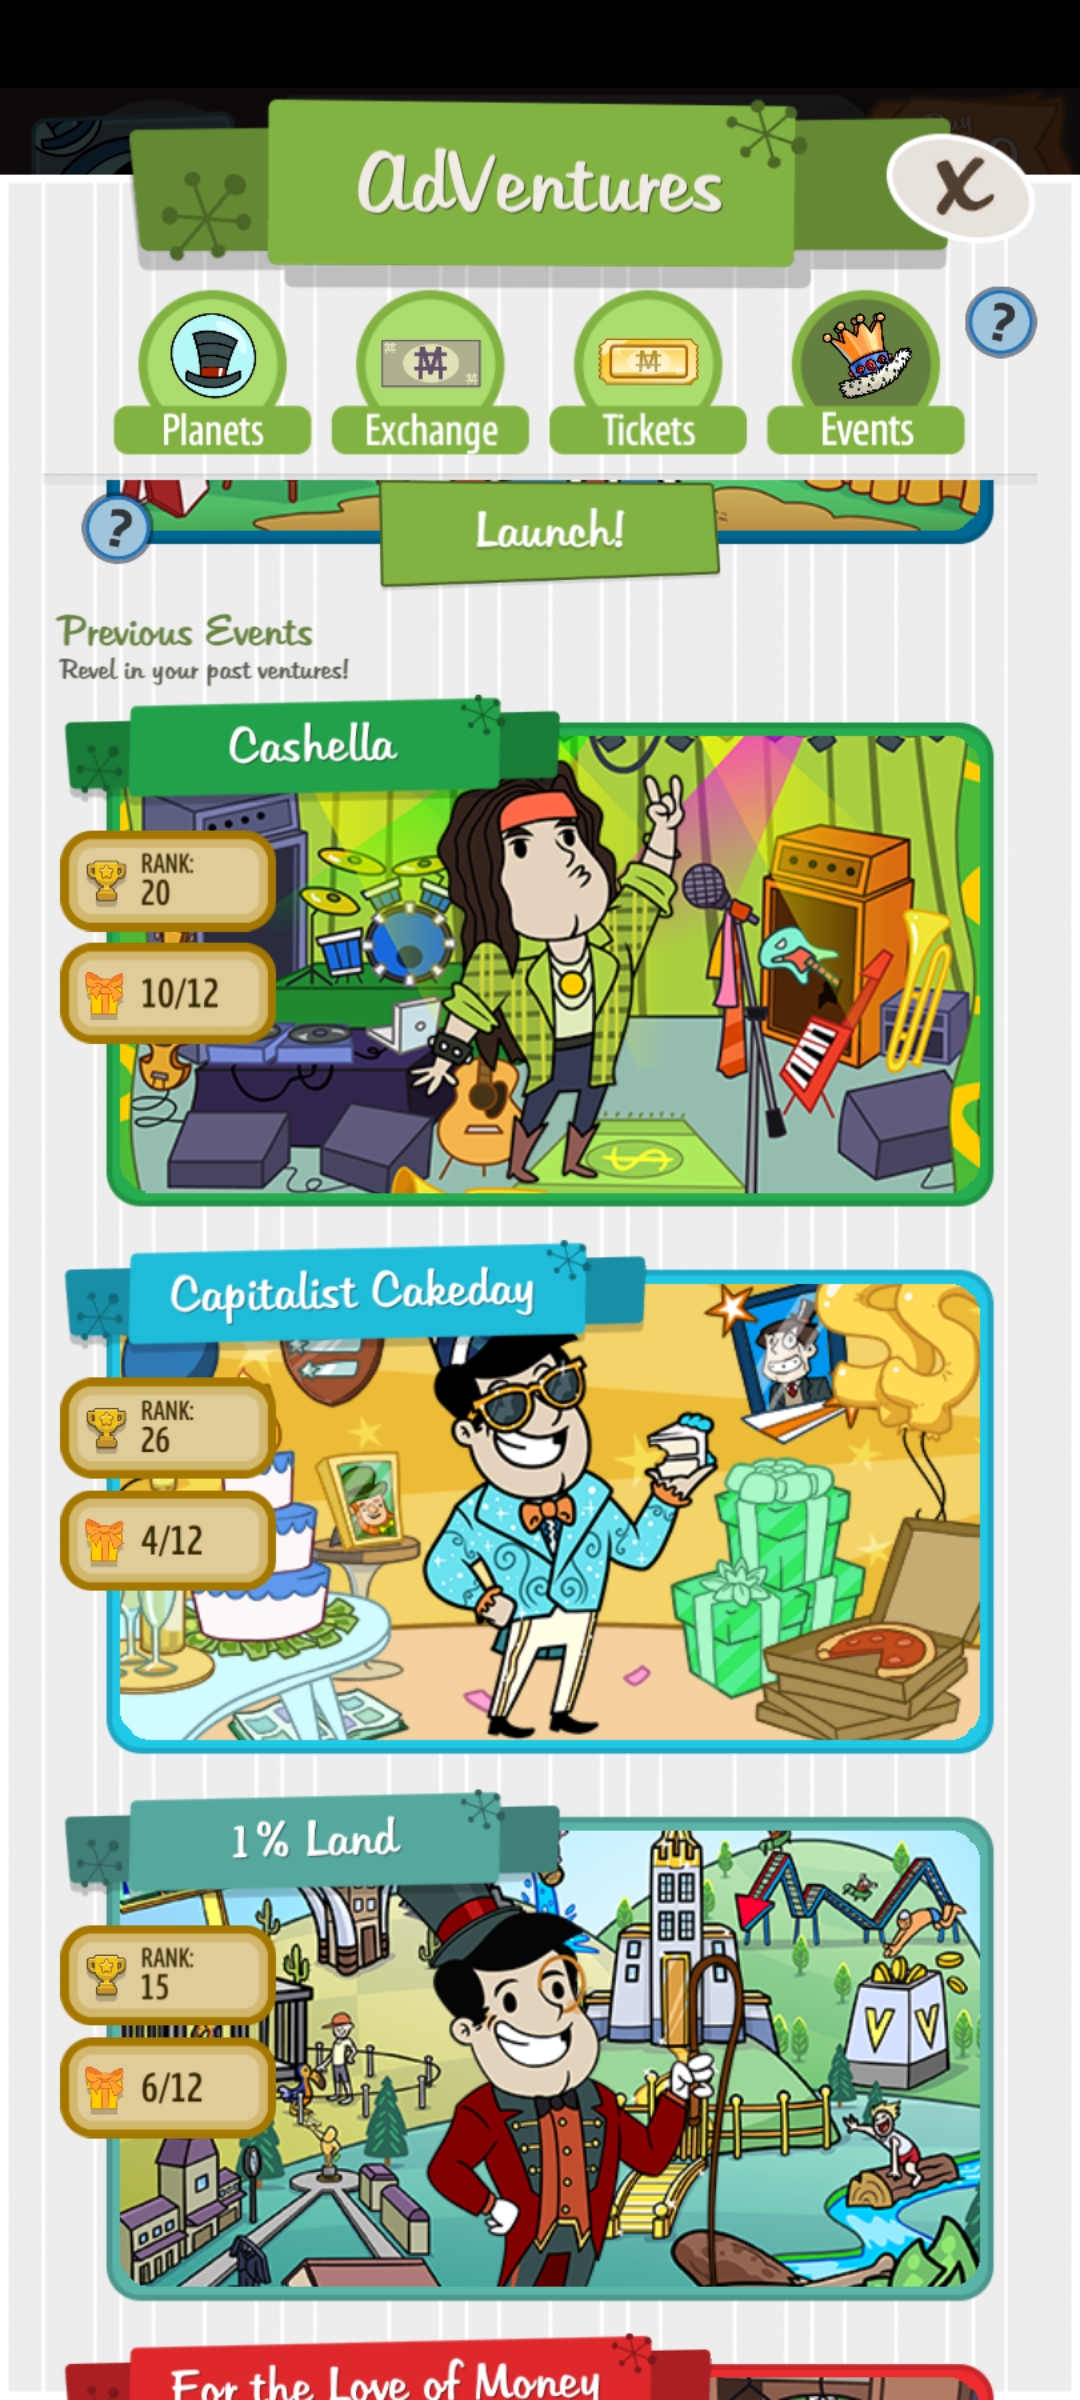 AdVentures
X
Planets
Exchange
Tickets
Events
?
?
Launch!
Previous Events
Revel in your past ventures!
Cashella
RANK:
20
10/12
Capitalist Cakeday
RANK:
26
4/12
1% Land
RANK:
15
6/12
For the Love of Money